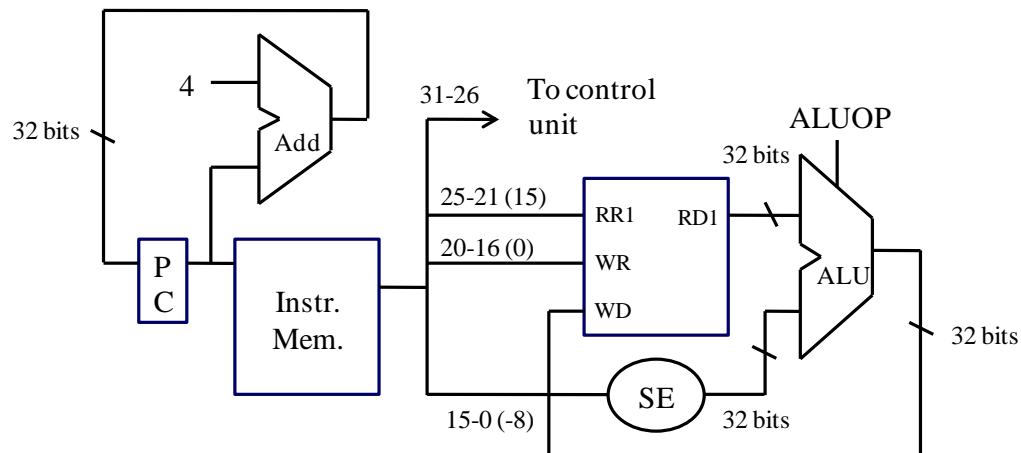 4
31-26
To control
unit
32 bits
Add
ALUOP
32 bits
25-21 (15)
RR1
RD1
20-16 (0)
WR
P
C
Instr.
Mem.
ALU
WD
32 bits
SE
15-0 (-8)
32 bits